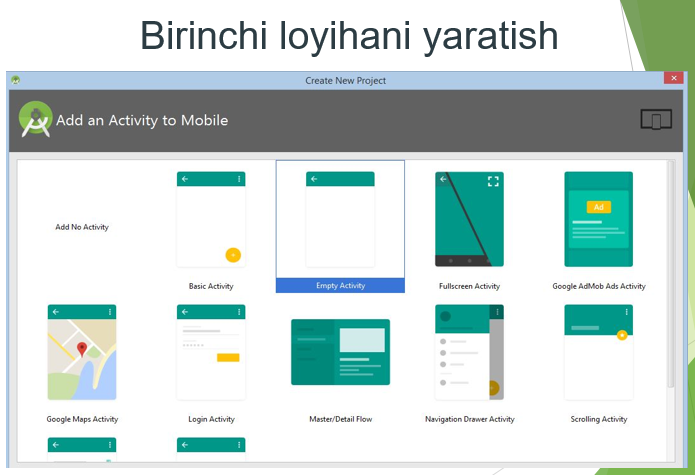 Birinchi loyihani yaratish
Create New Project
Add an Activity to Mobile
Add No Activity
Basic Activity
Empty Activity
Fullscreen Activity
Ad
Google AdMob Ads Activity
Google Maps Activity
Login Activity
Master/Detail Flow
Navigation Drawer Activity
Scrolling Activity